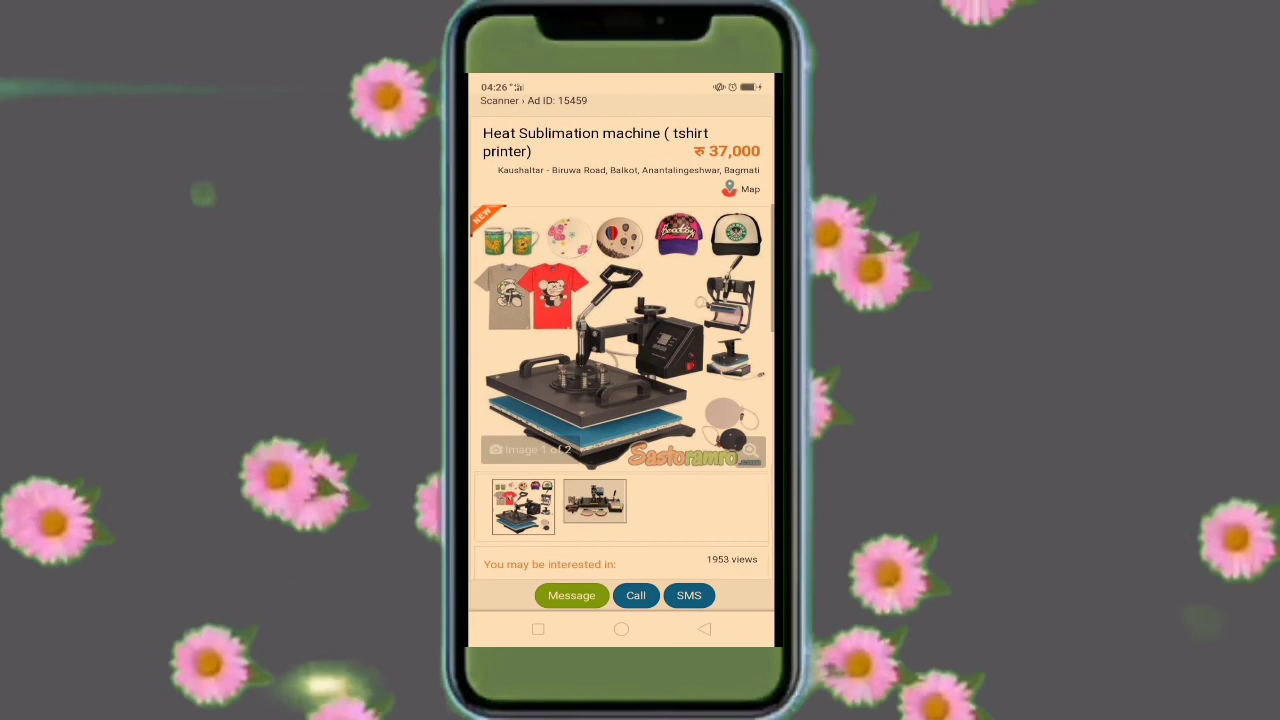 04:26
Scanner › Ad ID: 15459
Heat Sublimation machine ( tshirt
printer)
रु 37,000
Kaushaltar - Biruwa Road, Balkot, Anantalingeshwar, Bagmati
Map
NEW
Image 1 of 2
Sastoramro
1953 views
You may be interested in:
Message Call SMS